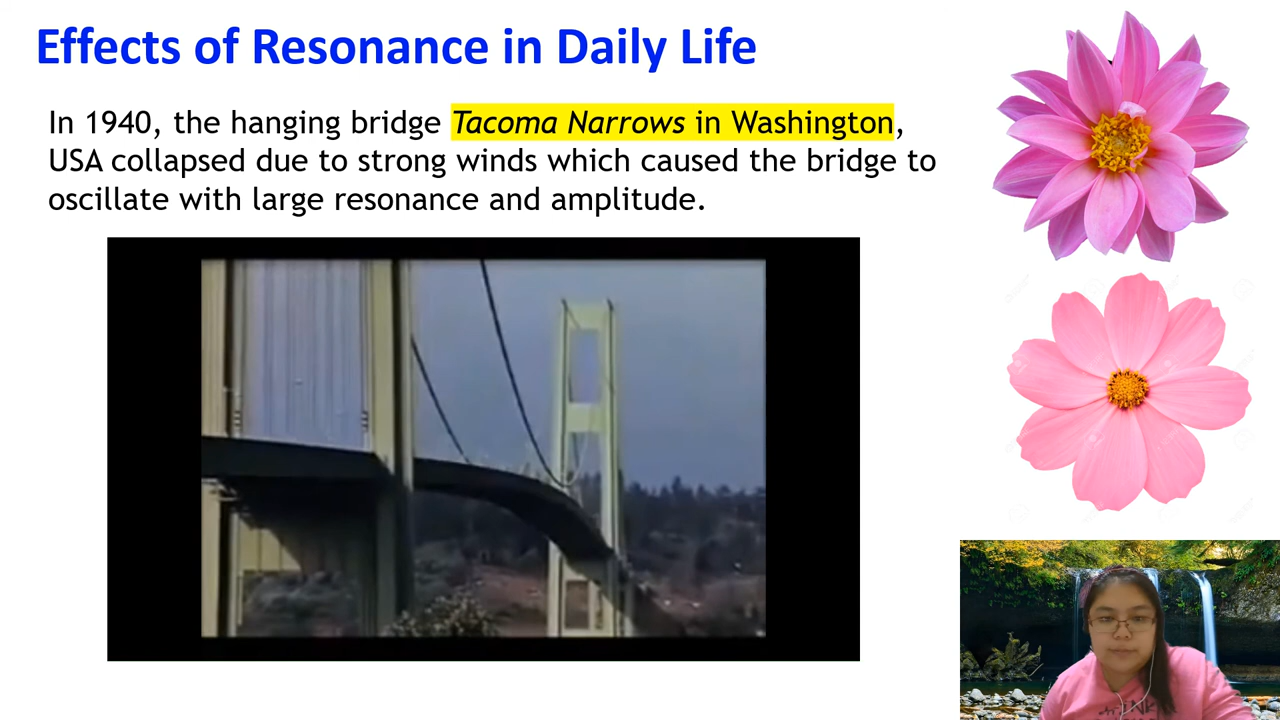 Effects of Resonance in Daily Life
In 1940, the hanging bridge Tacoma Narrows in Washington,
USA collapsed due to strong winds which caused the bridge to
oscillate with large resonance and amplitude.